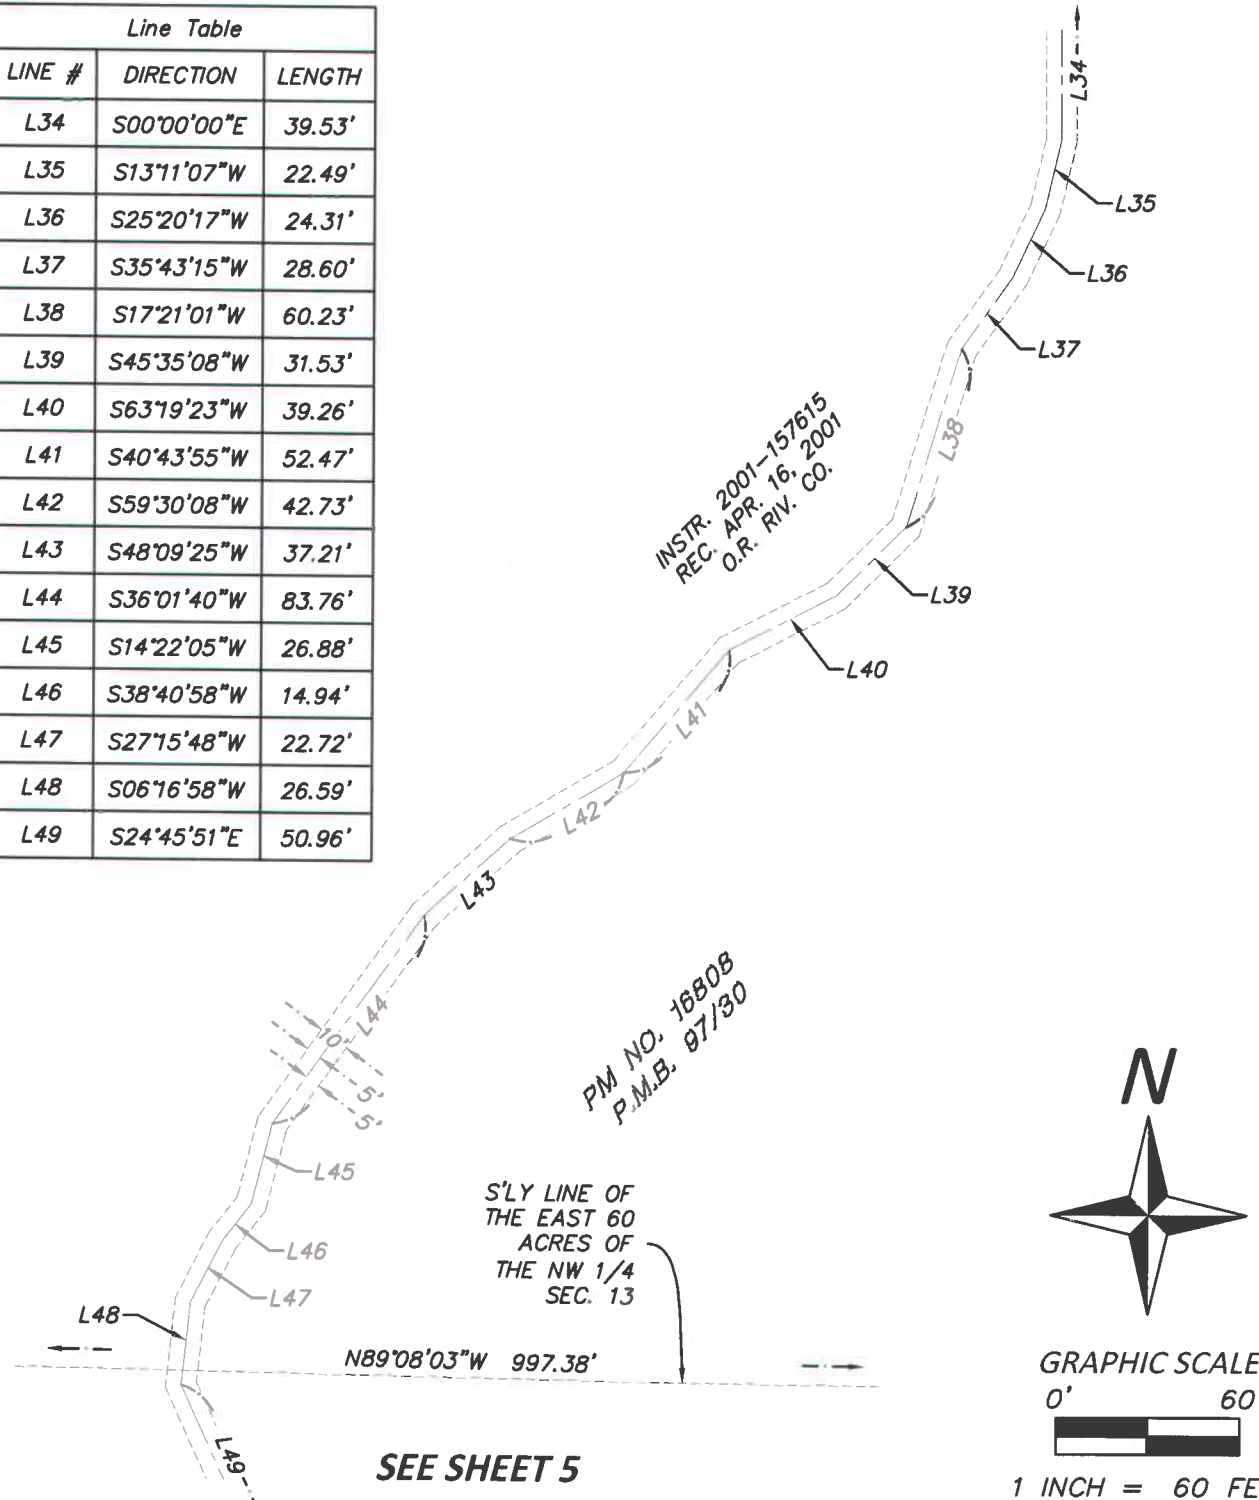 Line Table
LINE # DIRECTION LENGTH
L34 S00°00'00"E 39.53'
L35 S13°11'07"W 22.49'
L36 S25°20'17"W 24.31'
L37 S35°43'15"W 28.60'
L38 S17°21'01"W 60.23'
L39 S45°35'08"W 31.53'
L40 S63°19'23"W 39.26'
L41 S40°43'55"W 52.47'
L42 S59°30'08"W 42.73'
L43 S48°09'25"W 37.21'
L44 S36°01'40"W 83.76'
L45 S14°22'05"W 26.88'
L46 S38°40'58"W 14.94'
L47 S27°15'48"W 22.72'
L48 S06°16'58"W 26.59'
L49 S24°45'51"E 50.96'
L34
L35
L36
L37
L38
INSTR. 2001-157615
REC. APR. 16, 2001
O.R. RIV. CO.
L39
L40
L41
L42
L43
L44
10'
5'
5'
PM NO. 16808
P.M.B. 97/30
L45
L46
L47
L48
S'LY LINE OF
THE EAST 60
ACRES OF
THE NW 1/4
SEC. 13
N89°08'03"W 997.38'
L49
SEE SHEET 5
N
GRAPHIC SCALE
0' 60
1 INCH = 60 FE